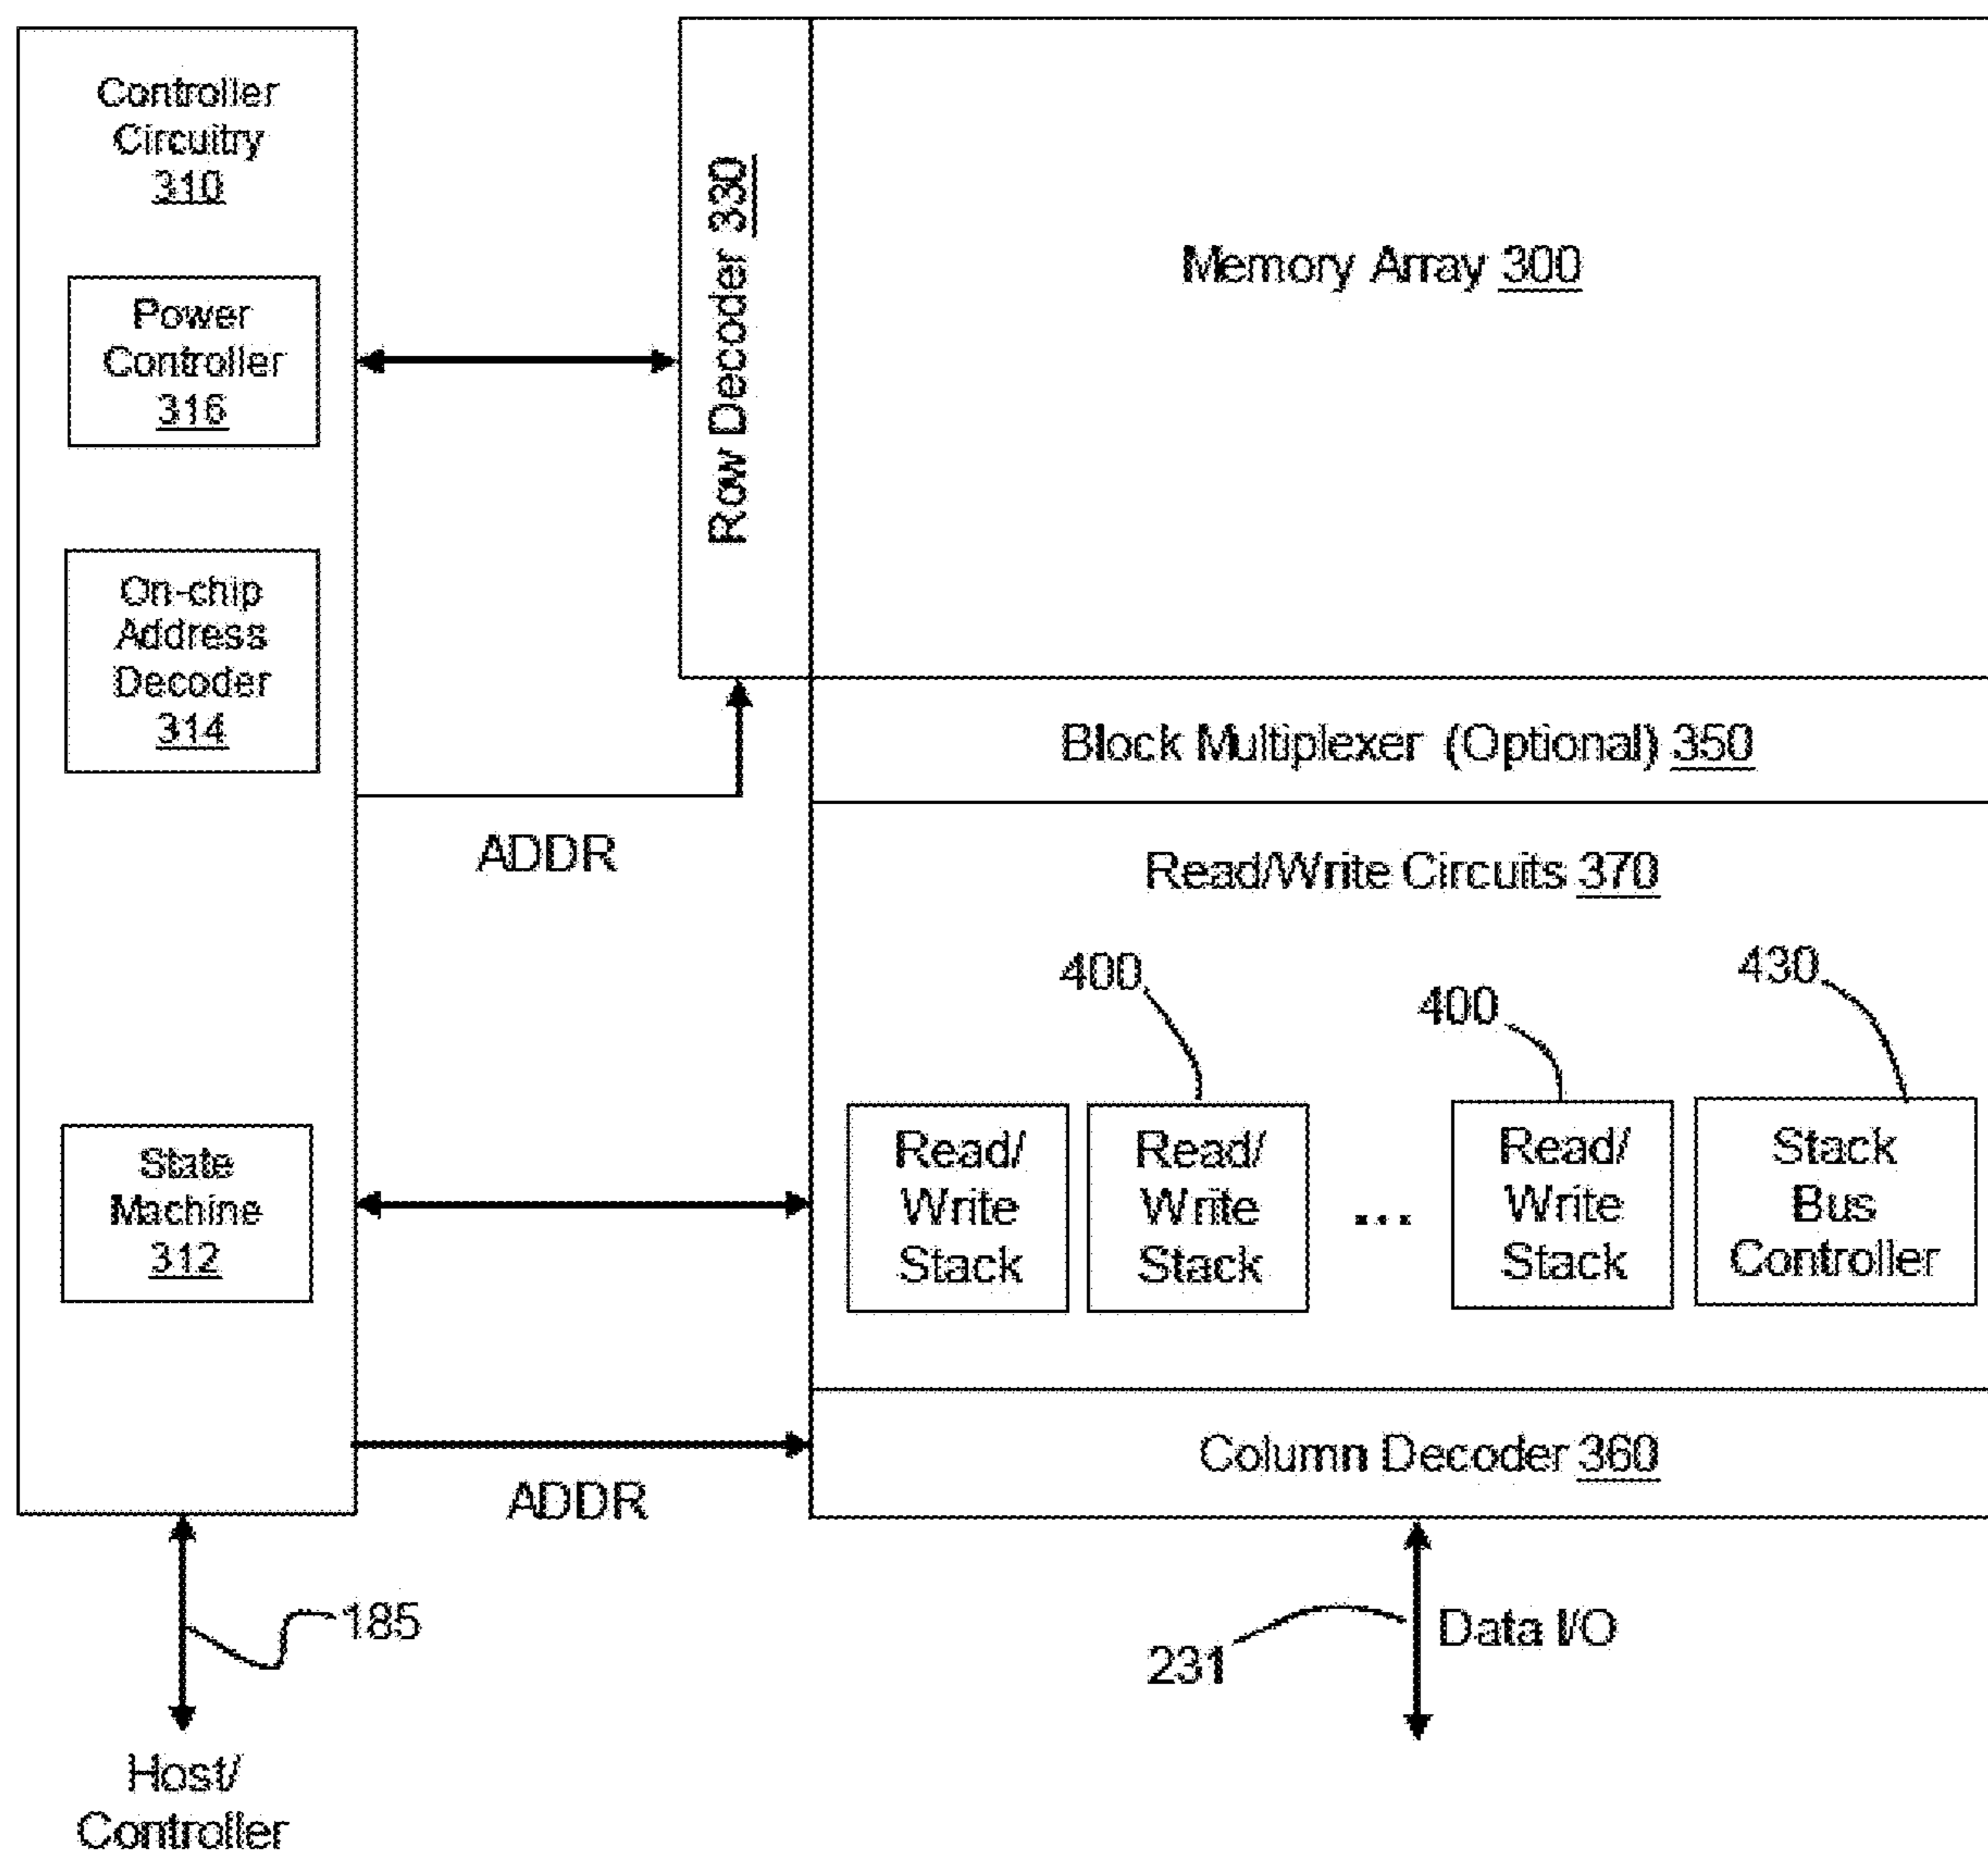 Controller
Circuitry
310
Power
Controller
316
On-chip
Address
Decoder
314
State
Machine
312
Row Decoder 330
Memory Array 300
Block Multiplexer (Optional) 350
ADDR
Read/Write Circuits 370
400
400
430
Read/
Write
Stack
Read/
Write
Stack
...
Read/
Write
Stack
Stack
Bus
Controller
Column Decoder 360
ADDR
185
Host/
Controller
231
Data I/O